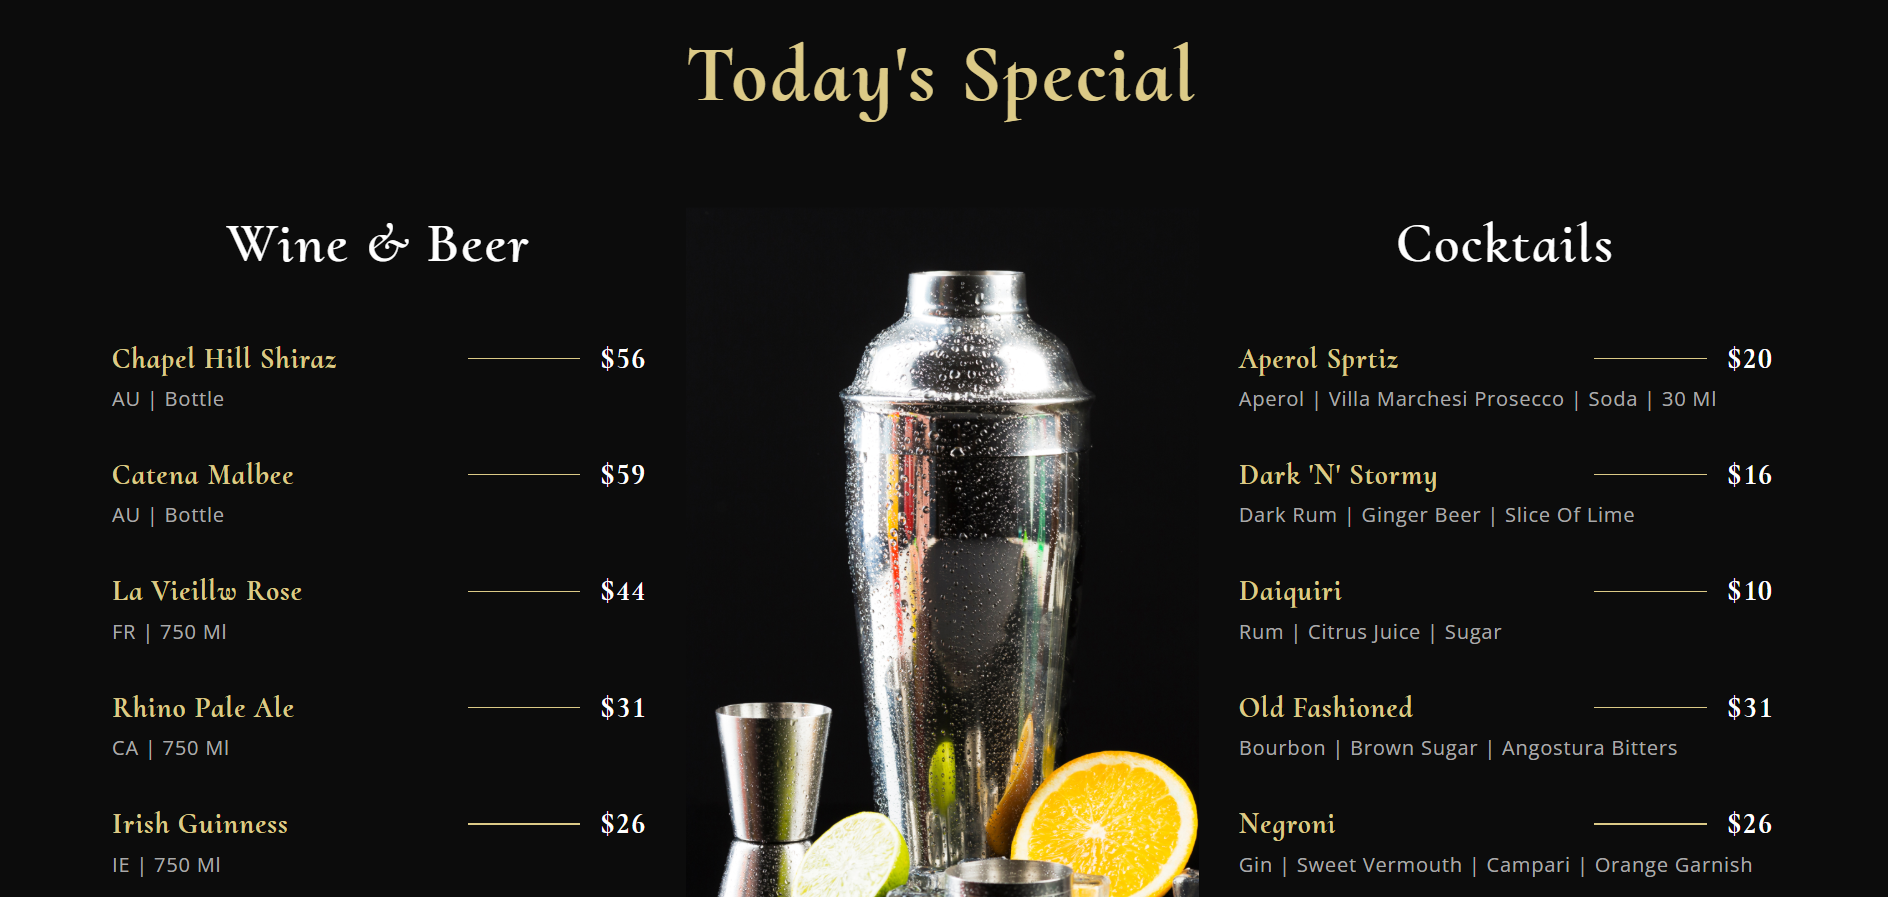 Today's Special
Wine & Beer
Chapel Hill Shiraz $56
AU | Bottle
Catena Malbee $59
AU | Bottle
La Vieillw Rose $44
FR | 750 Ml
Rhino Pale Ale $31
CA | 750 Ml
Irish Guinness $26
IE | 750 Ml
Cocktails
Aperol Sprtiz $20
Aperol | Villa Marchesi Prosecco | Soda | 30 Ml
Dark 'N' Stormy $16
Dark Rum | Ginger Beer | Slice Of Lime
Daiquiri $10
Rum | Citrus Juice | Sugar
Old Fashioned $31
Bourbon | Brown Sugar | Angostura Bitters
Negroni $26
Gin | Sweet Vermouth | Campari | Orange Garnish